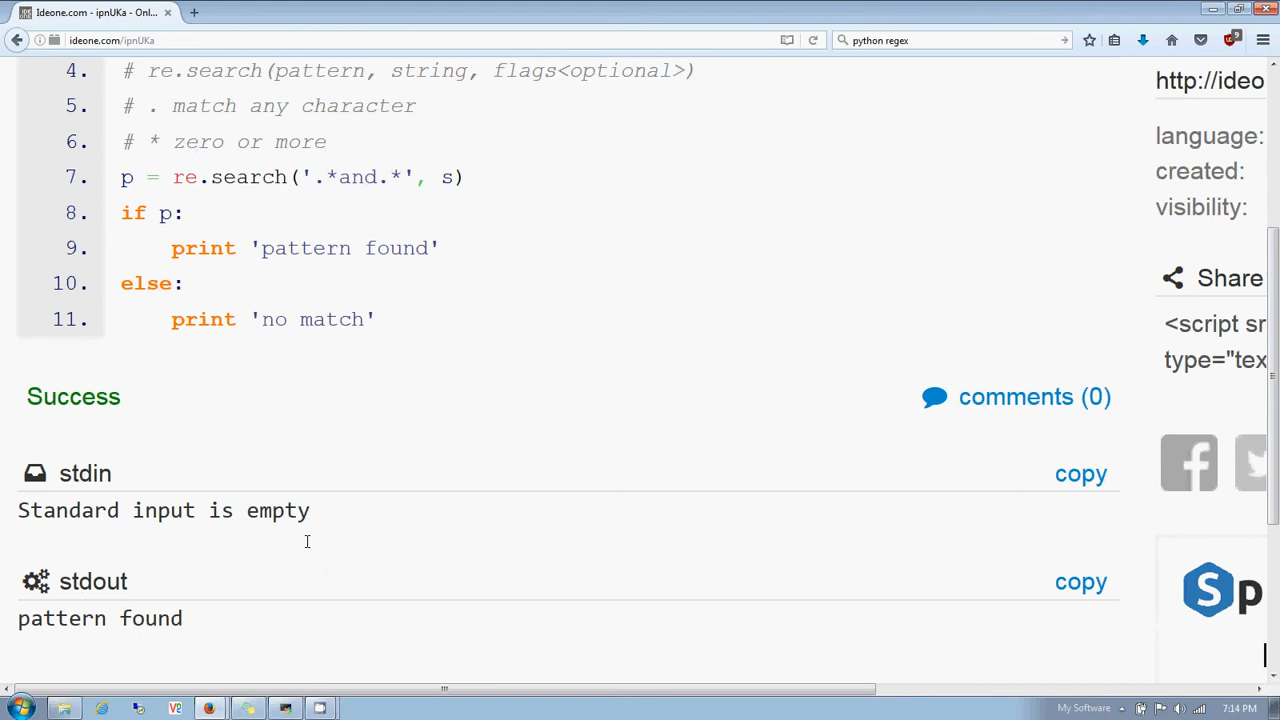 Ideone.com - ipnUKa - Onl...
ideone.com/ipnUKa
python regex
9
4. # re.search(pattern, string, flags<optional>)
5. # . match any character
6. # * zero or more
7. p = re.search('.*and.*', s)
8. if p:
9. print 'pattern found'
10. else:
11. print 'no match'
http://ideo
language:
created:
visibility:
Share
<script sr
type="tex
Success
comments (0)
stdin
copy
Standard input is empty
stdout
copy
pattern found
Sp
My Software
7:14 PM